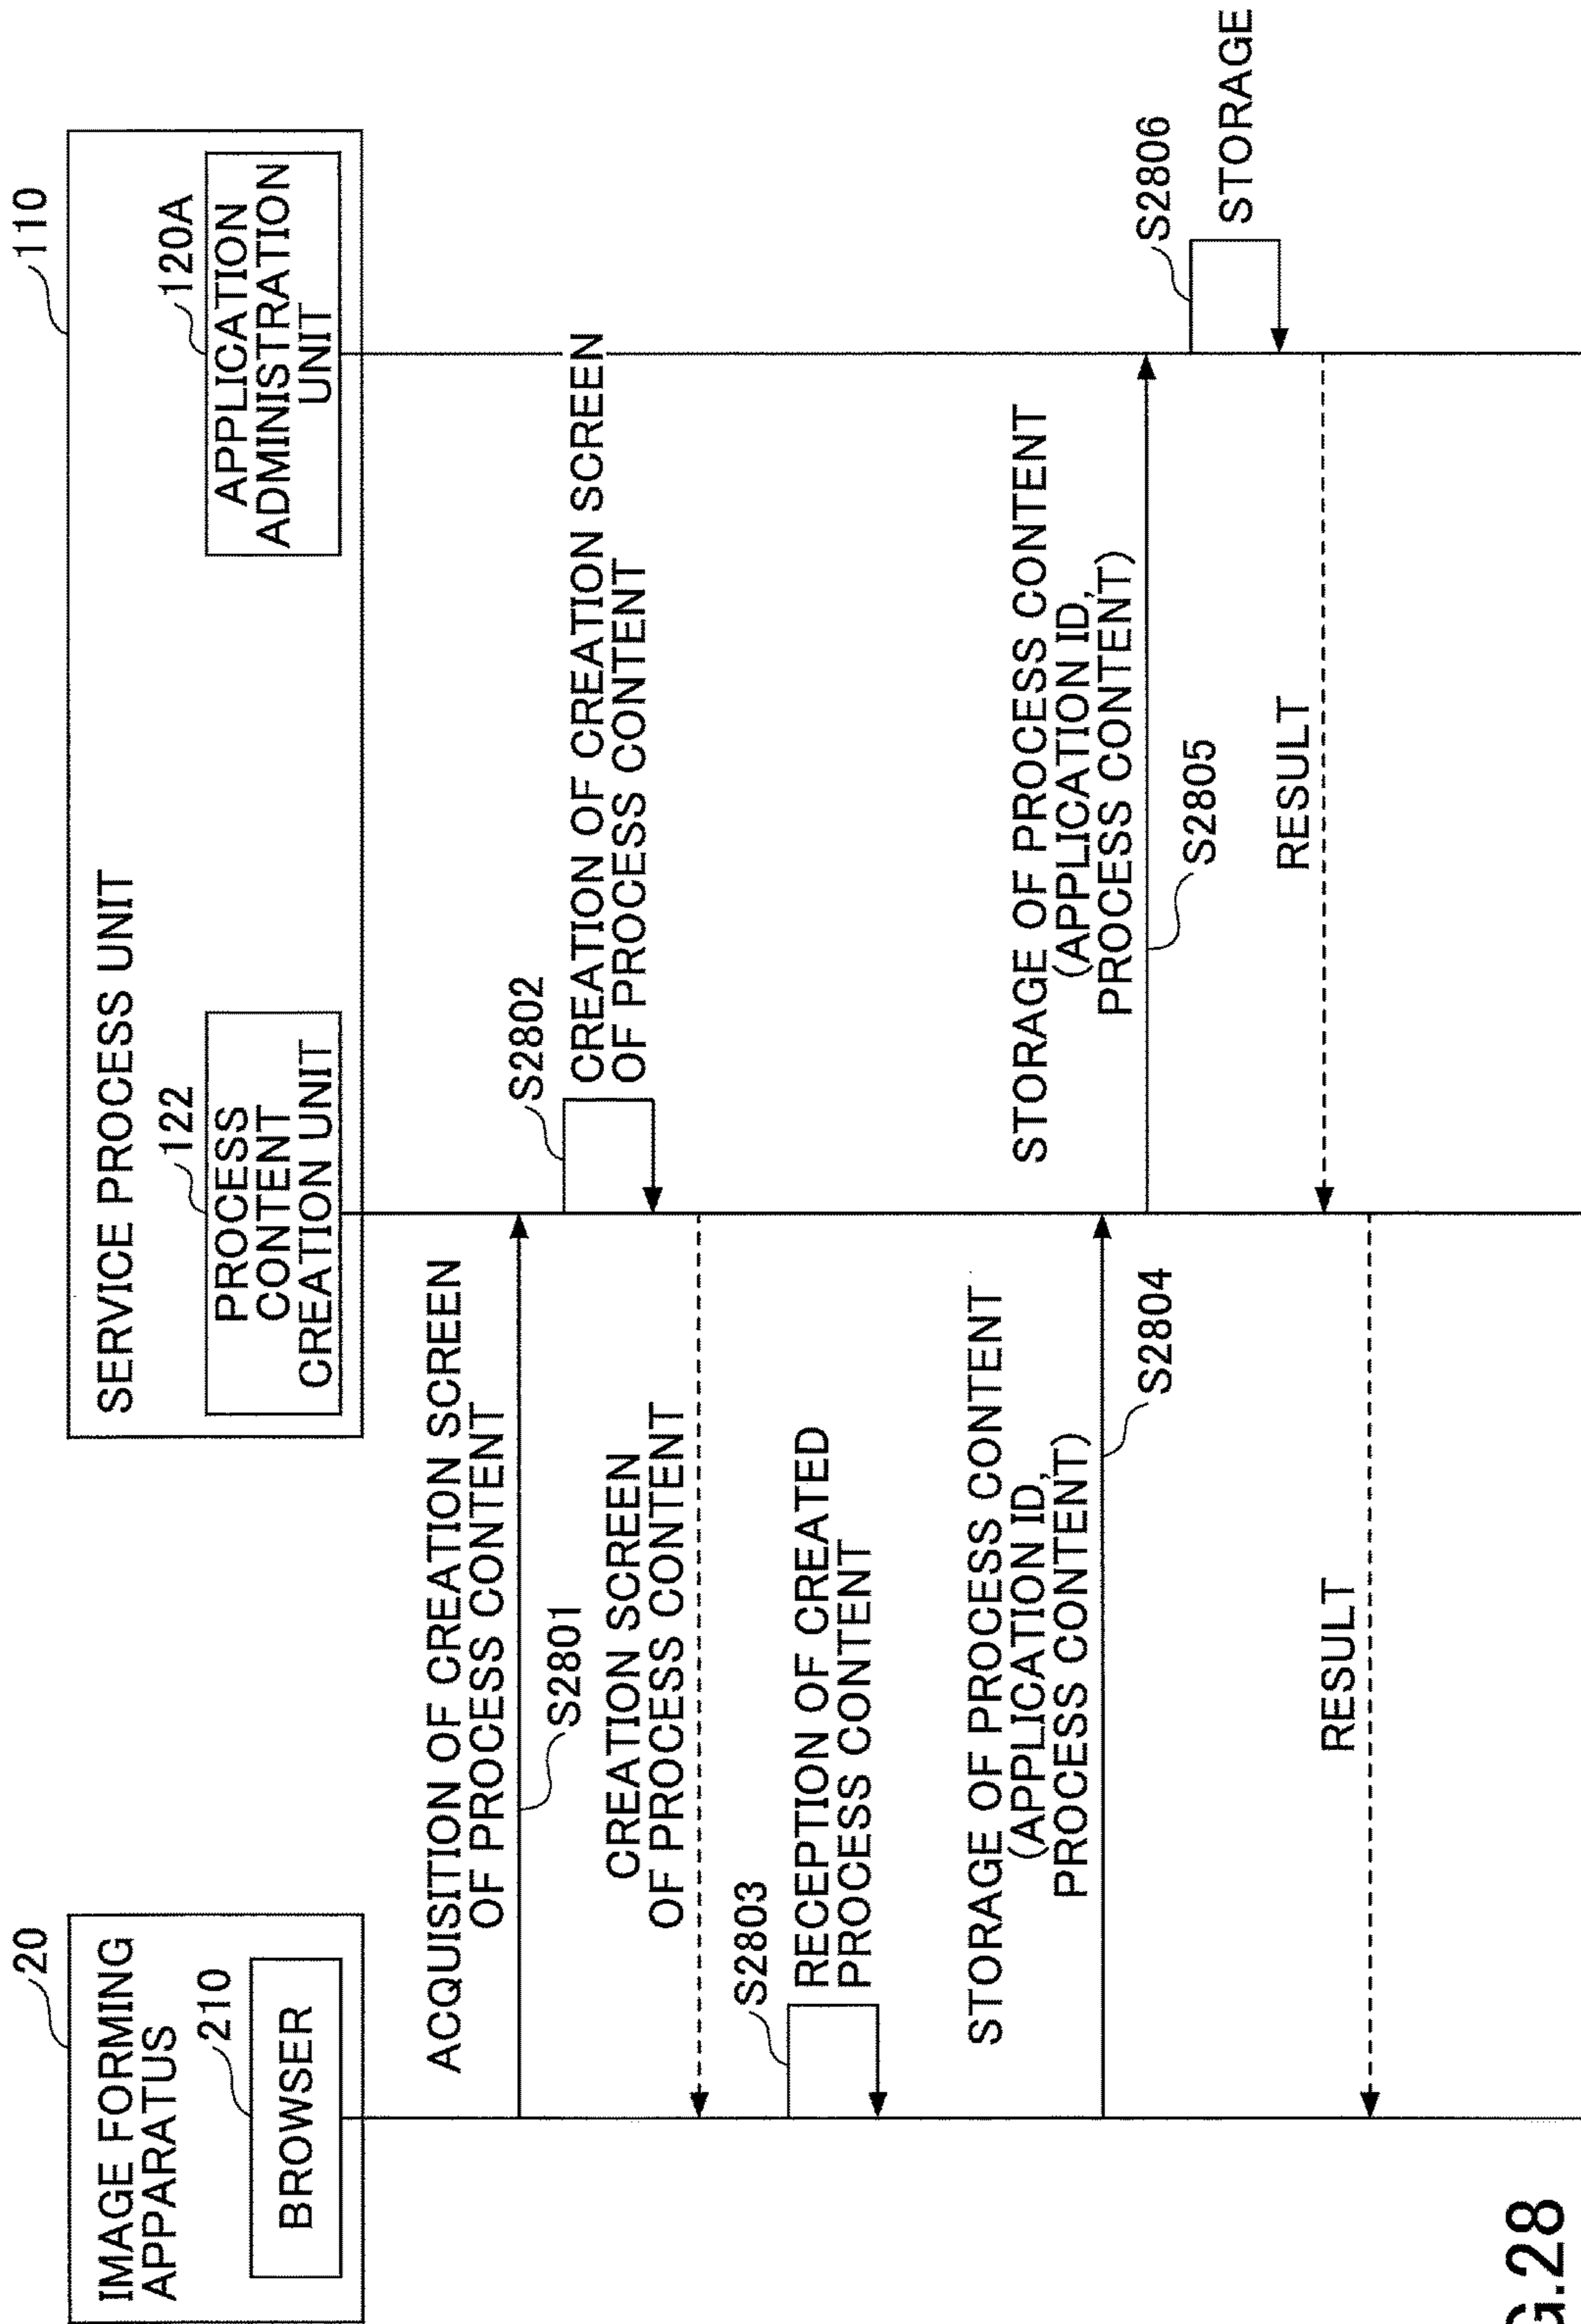 IMAGE FORMING
APPARATUS
20
210
BROWSER
SERVICE PROCESS UNIT
110
122
PROCESS
CONTENT
CREATION UNIT
120A
APPLICATION
ADMINISTRATION
UNIT
ACQUISITION OF CREATION SCREEN
OF PROCESS CONTENT
S2801
S2802
CREATION OF CREATION SCREEN
OF PROCESS CONTENT
CREATION SCREEN
OF PROCESS CONTENT
S2803
RECEPTION OF CREATED
PROCESS CONTENT
STORAGE OF PROCESS CONTENT
(APPLICATION ID,
PROCESS CONTENT)
S2804
STORAGE OF PROCESS CONTENT
(APPLICATION ID,
PROCESS CONTENT)
S2805
S2806
STORAGE
RESULT
RESULT
G.28